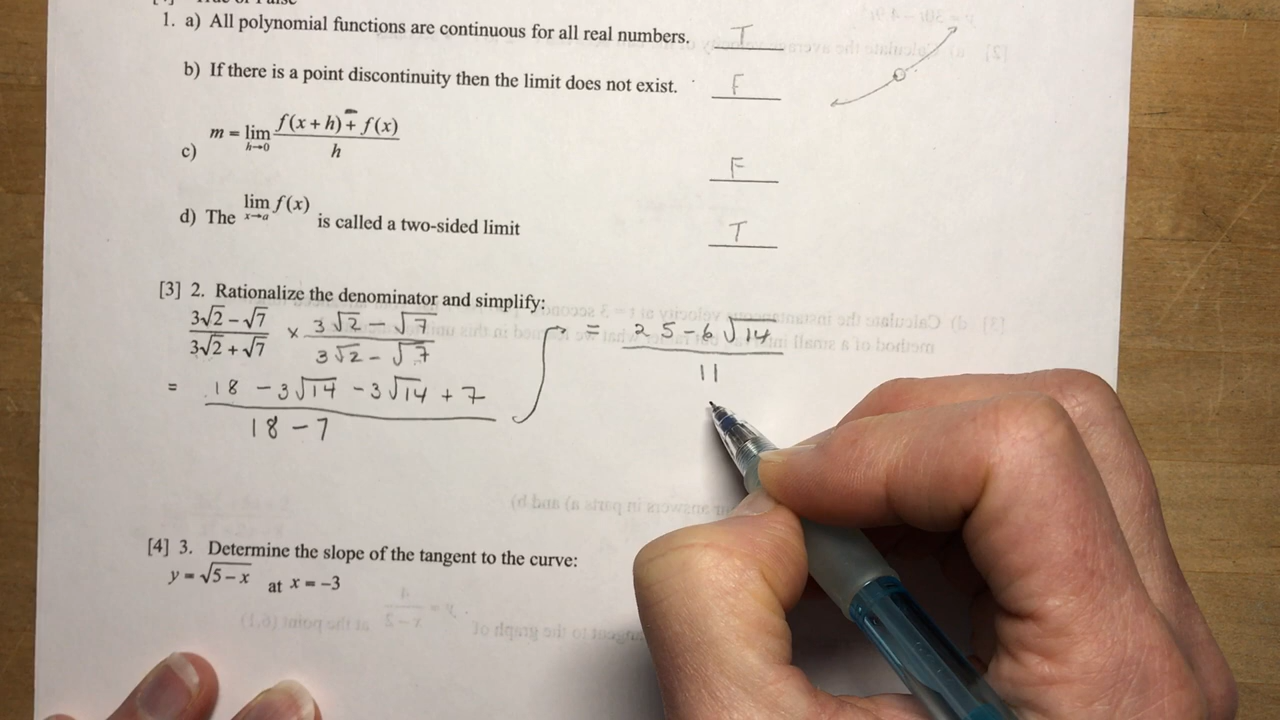 1. a) All polynomial functions are continuous for all real numbers. T
b) If there is a point discontinuity then the limit does not exist. F
c) m = lim h→0 f(x + h) + f(x) / h F
d) The lim x→a f(x) is called a two-sided limit T
[3] 2. Rationalize the denominator and simplify:
3√2 − √7 / 3√2 + √7 × 3√2 − √7 / 3√2 − √7
= 18 − 3√14 − 3√14 + 7 / 18 − 7
= 25 − 6√14 / 11
[4] 3. Determine the slope of the tangent to the curve:
y = √5 − x at x = −3